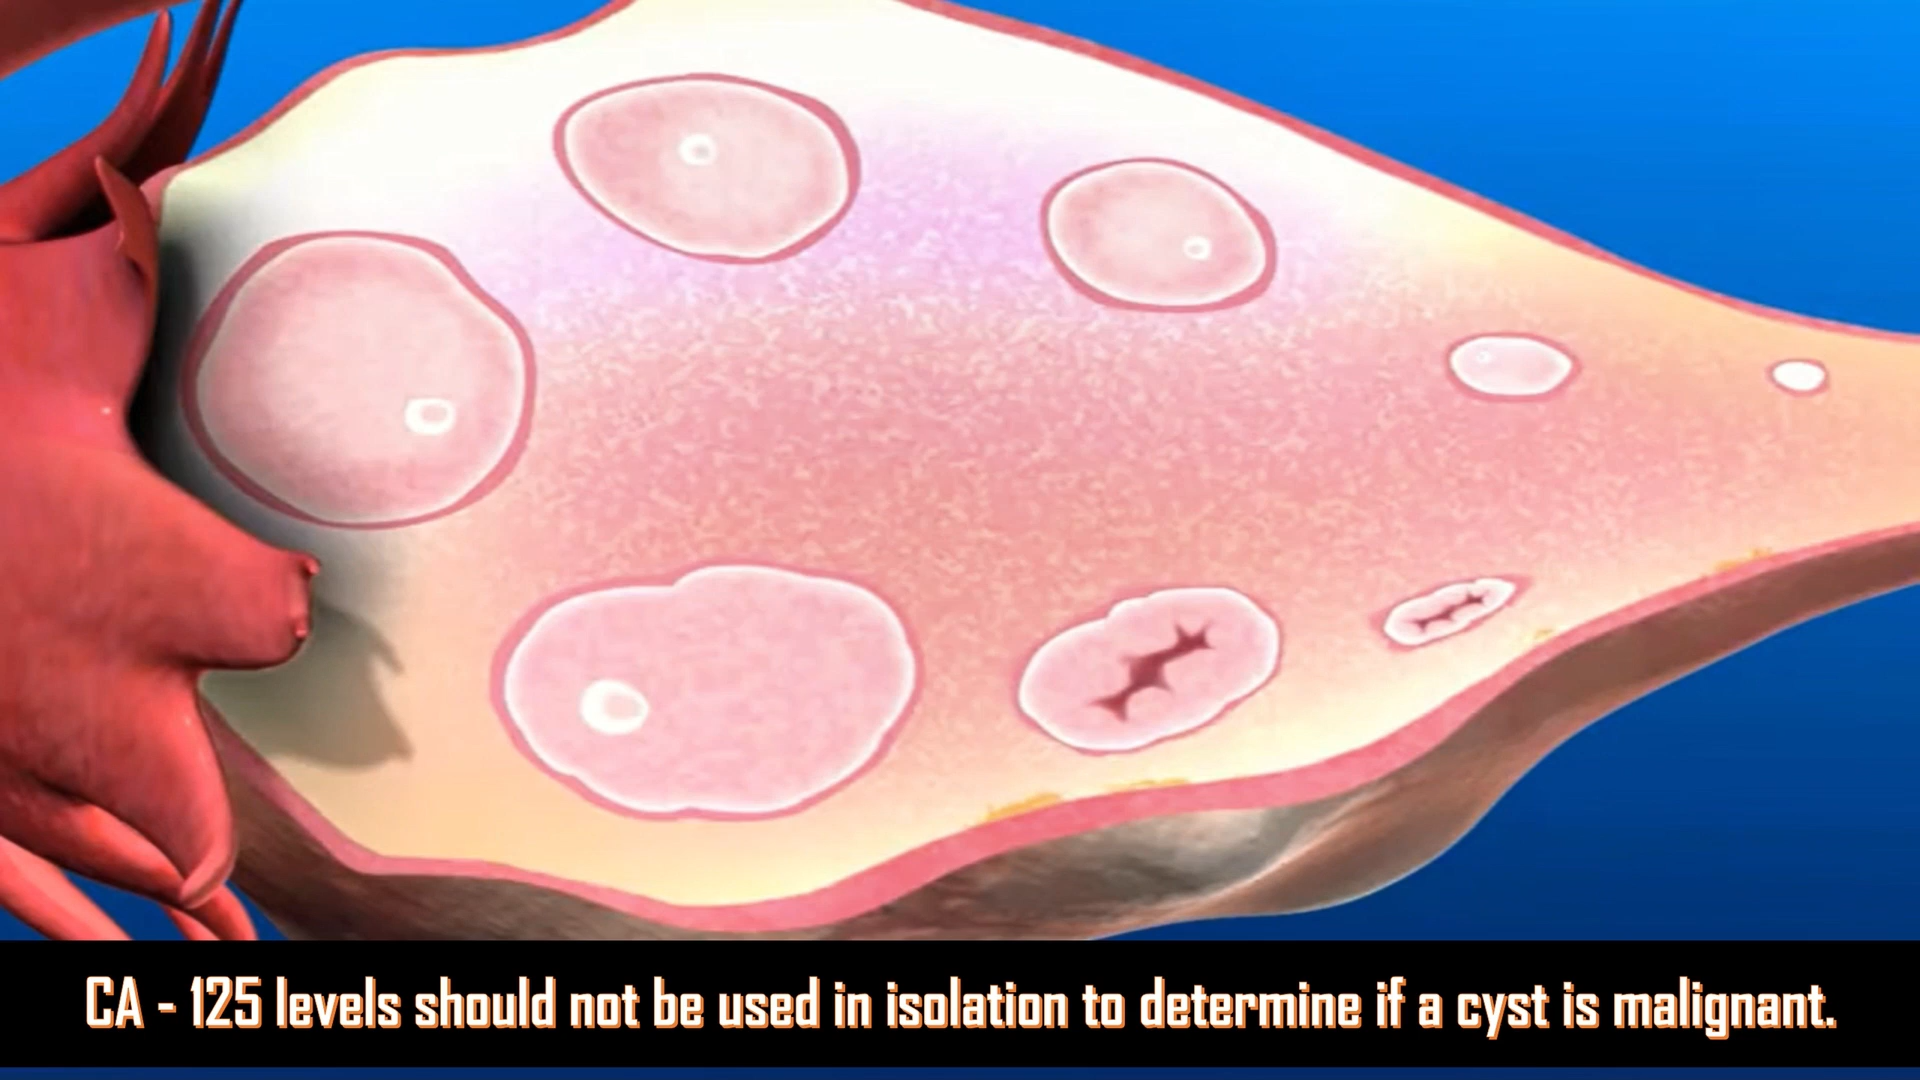 CA - 125 levels should not be used in isolation to determine if a cyst is malignant.